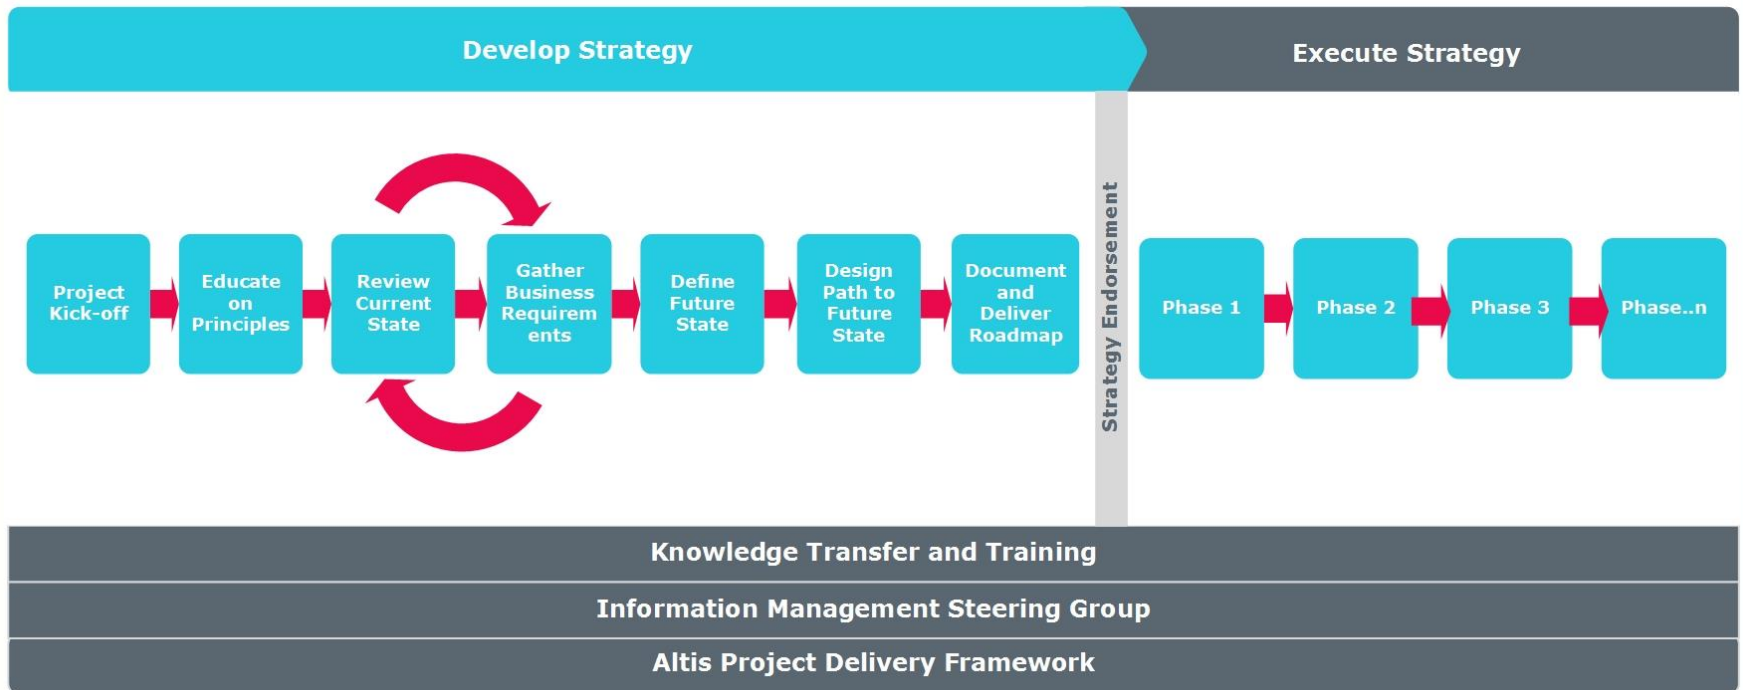 Develop Strategy
Execute Strategy
Project
Kick-off
Educate
on
Principles
Review
Current
State
Gather
Business
Requirem
ents
Define
Future
State
Design
Path to
Future
State
Document
and
Deliver
Roadmap
Strategy Endorsement
Phase 1
Phase 2
Phase 3
Phase..n
Knowledge Transfer and Training
Information Management Steering Group
Altis Project Delivery Framework